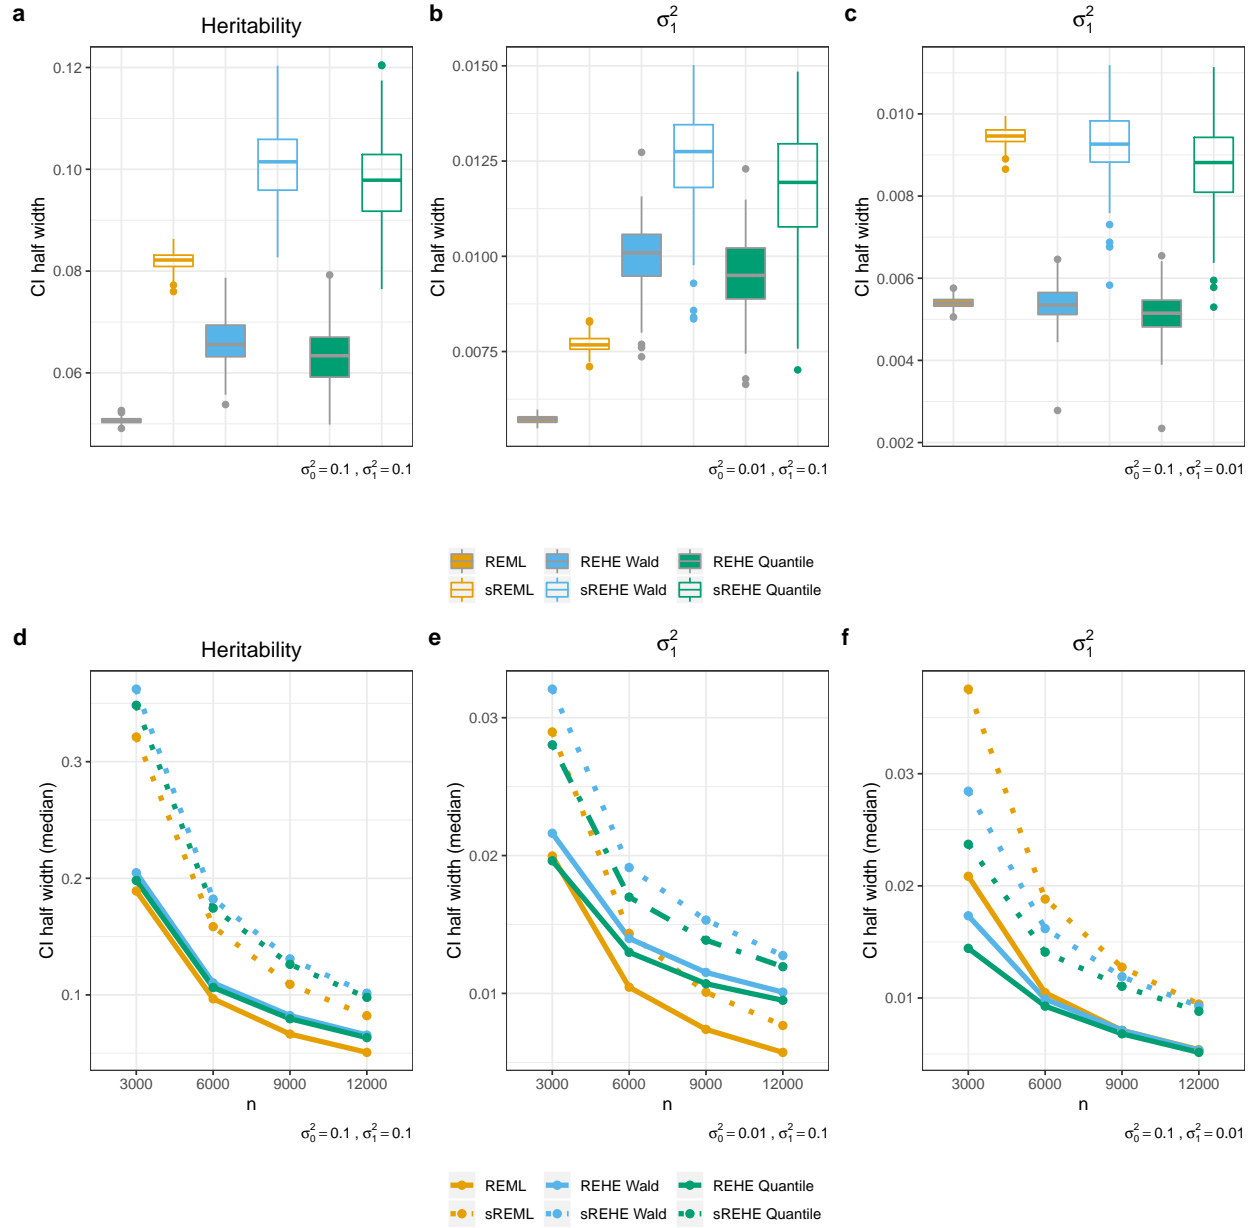 a
Heritability
CI half width
0.12
0.10
0.08
0.06
σ₀² = 0.1 , σ₁² = 0.1
b
σ₁²
CI half width
0.0150
0.0125
0.0100
0.0075
σ₀² = 0.01 , σ₁² = 0.1
c
σ₁²
CI half width
0.010
0.008
0.006
0.004
0.002
σ₀² = 0.1 , σ₁² = 0.01
REML
REHE Wald
REHE Quantile
sREML
sREHE Wald
sREHE Quantile
d
Heritability
CI half width (median)
0.3
0.2
0.1
3000 6000 9000 12000
n
σ₀² = 0.1 , σ₁² = 0.1
e
σ₁²
CI half width (median)
0.03
0.02
0.01
3000 6000 9000 12000
n
σ₀² = 0.01 , σ₁² = 0.1
f
σ₁²
CI half width (median)
0.03
0.02
0.01
3000 6000 9000 12000
n
σ₀² = 0.1 , σ₁² = 0.01
REML
REHE Wald
REHE Quantile
sREML
sREHE Wald
sREHE Quantile